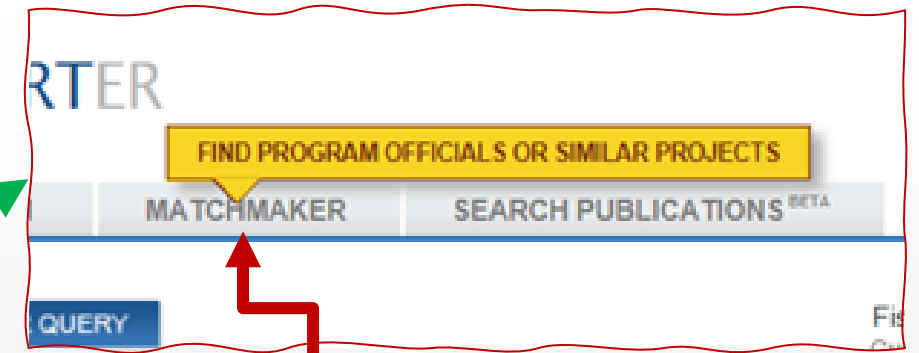 RTER
FIND PROGRAM OFFICIALS OR SIMILAR PROJECTS
MATCHMAKER SEARCH PUBLICATIONS BETA
QUERY